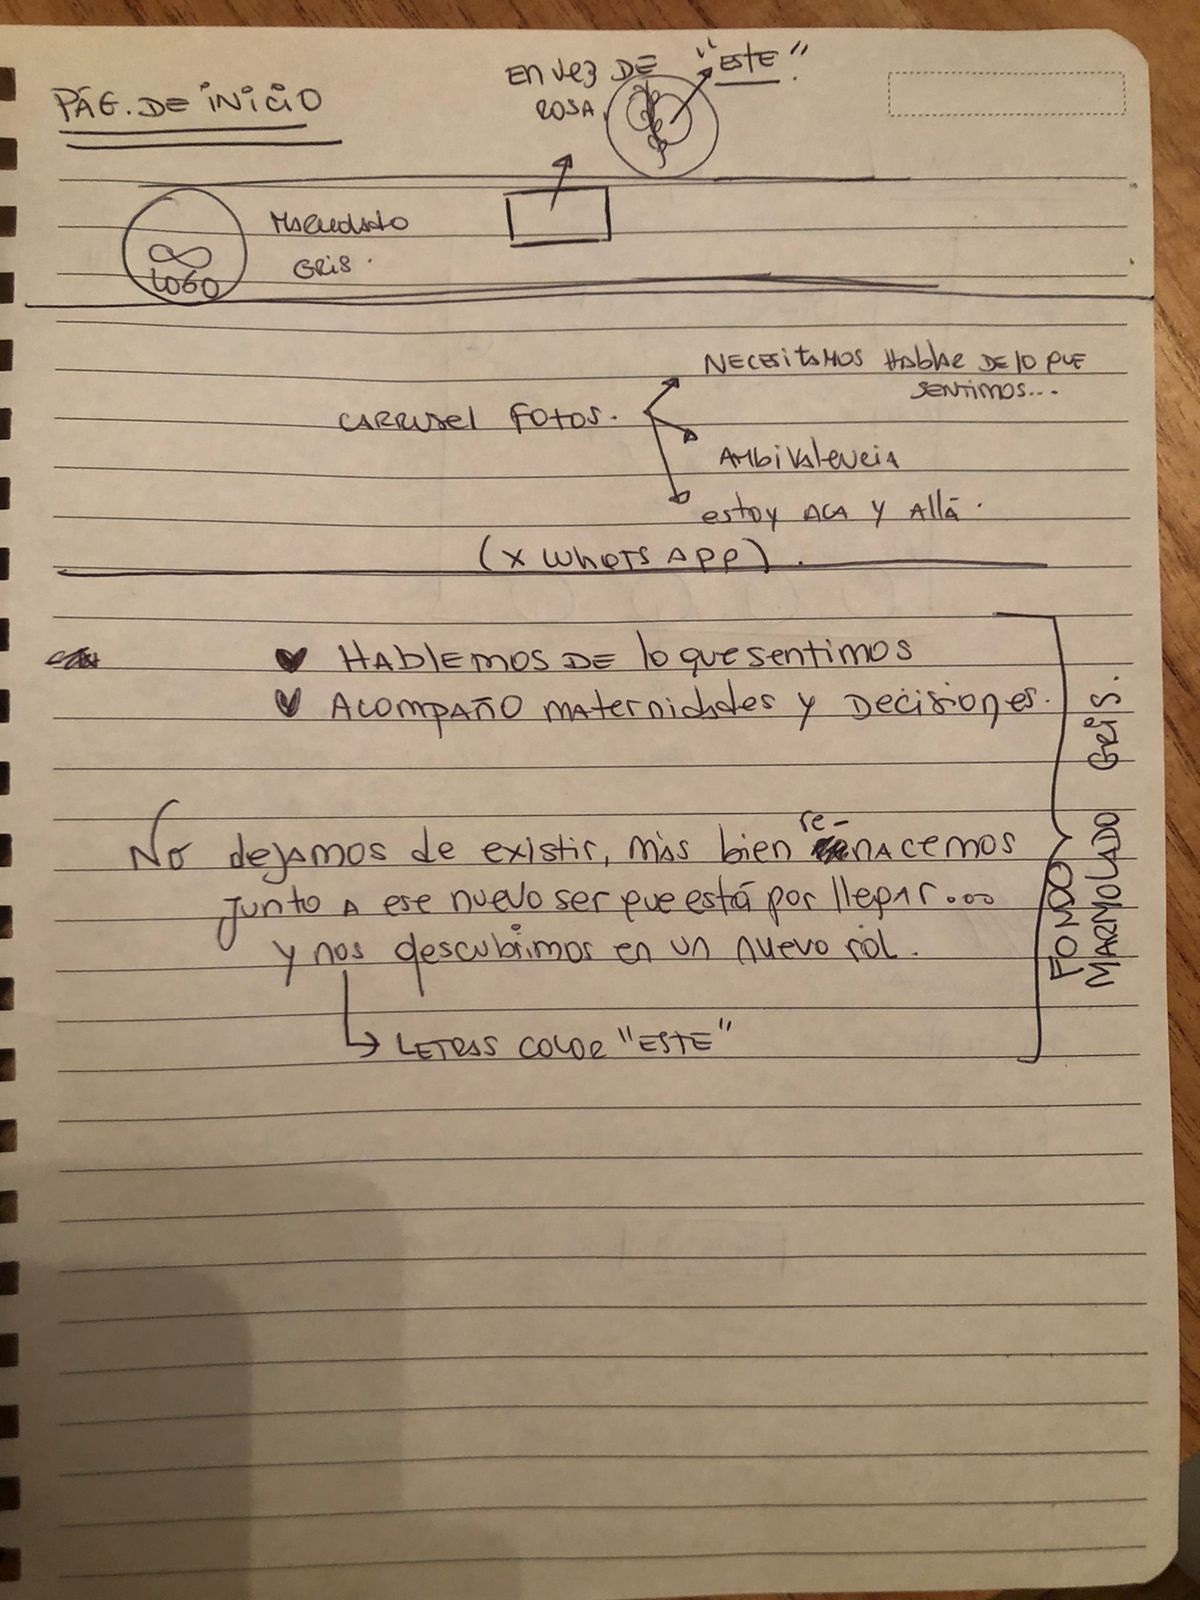 PÁG. DE INICIO
EN VEZ DE "ESTE"
ROSA.
LOGO
GRIS.
CARRUSEL FOTOS.
NECESITAMOS HABLAR DE LO QUE
SENTIMOS...
AMBIVALENCIA
estoy ACA Y Allá.
(X WHATSAPP).
HABLEMOS DE lo que sentimos
ACOMPAÑO MATERNIDADES Y DECISIONES.
No dejamos de existir, más bien re-nacemos
junto A ese nuevo ser que está por llegar...
y nos descubrimos en un nuevo rol.
LETRAS COLOR "ESTE"
FONDO
MARMOLADO GRIS.